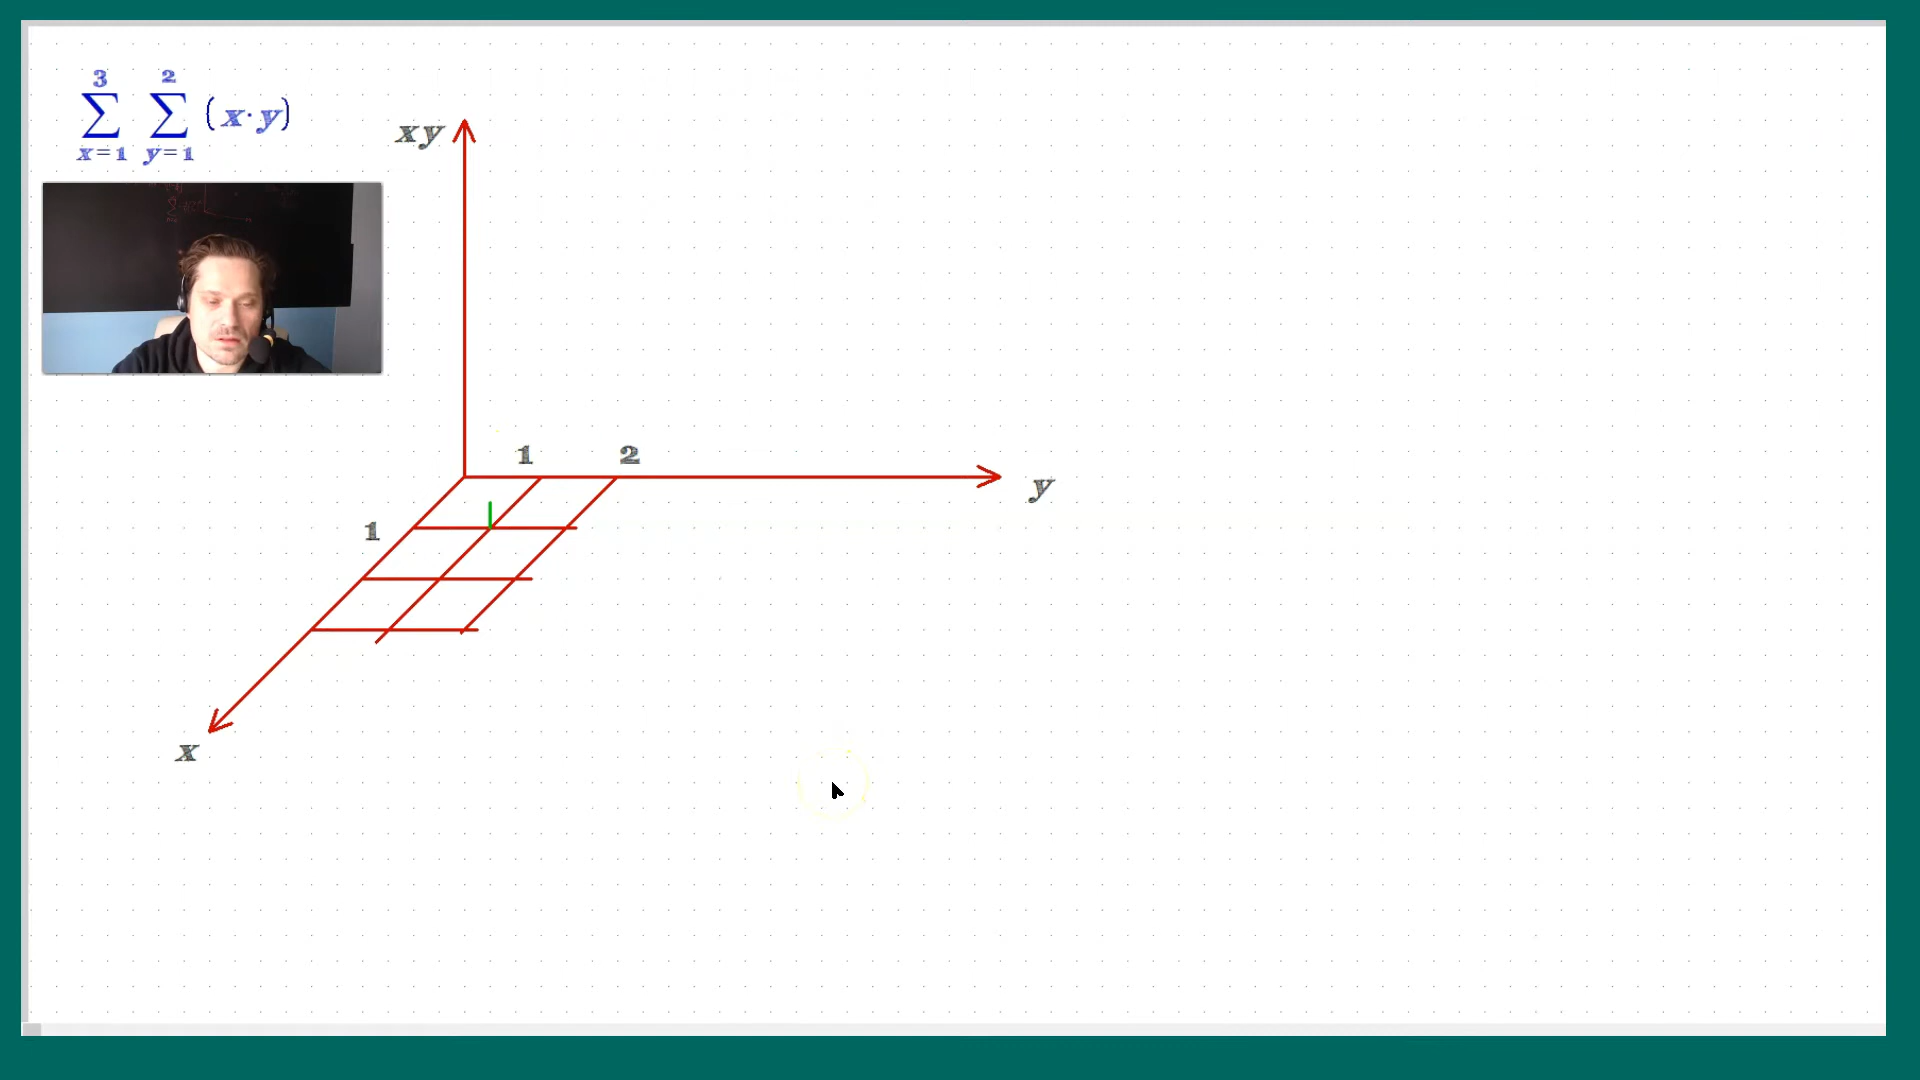 3 2
∑ ∑ (x·y)
x=1 y=1
xy
1 2
y
1
x